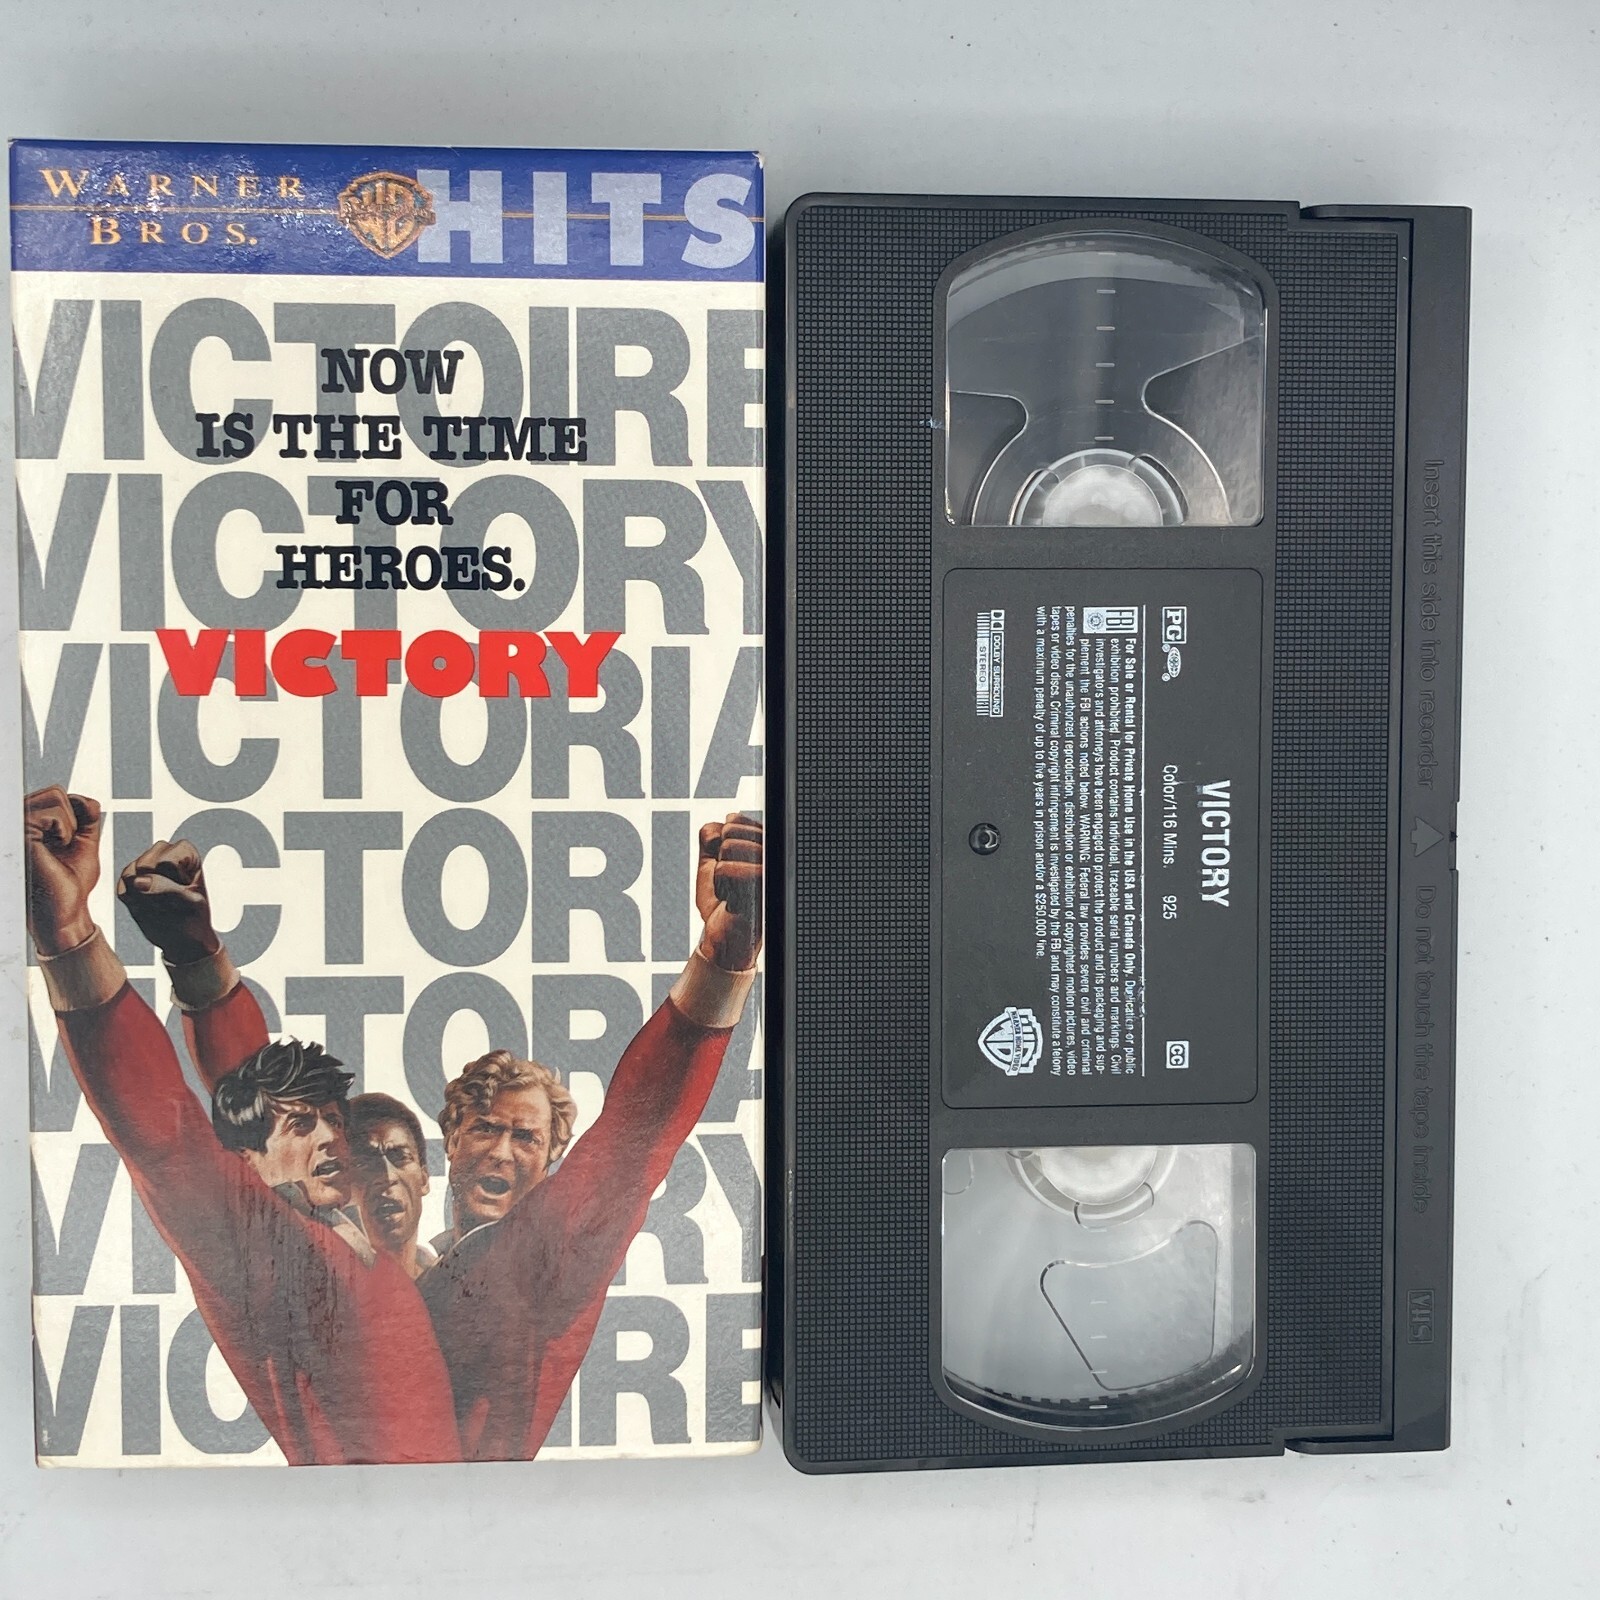 WARNER
BROS.
HITS
VICTOIRE
NOW
IS THE TIME
FOR
HEROES.
VICTORY
VICTORY
VICTORIA
VICTORIA
VICTORIA
VICTORY
VICTOIRE
VICTORY
Color/116 Mins. 925
PG
CC
For Sale or Rental for Private Home Use in the USA and Canada Only. Duplication or public
exhibition prohibited. Product contains individual, traceable serial numbers and markings. Civil
investigators and attorneys have been engaged to protect the product and its packaging and sup-
plement the FBI actions noted below. WARNING: Federal law provides severe civil and criminal
penalties for the unauthorized reproduction, distribution or exhibition of copyrighted motion pictures, video
tapes or video discs. Criminal copyright infringement is investigated by the FBI and may constitute a felony
with a maximum penalty of up to five years in prison and/or a $250,000 fine.
FBI
DOLBY SURROUND
STEREO
Insert this side into recorder
Do not touch the tape inside
VHS